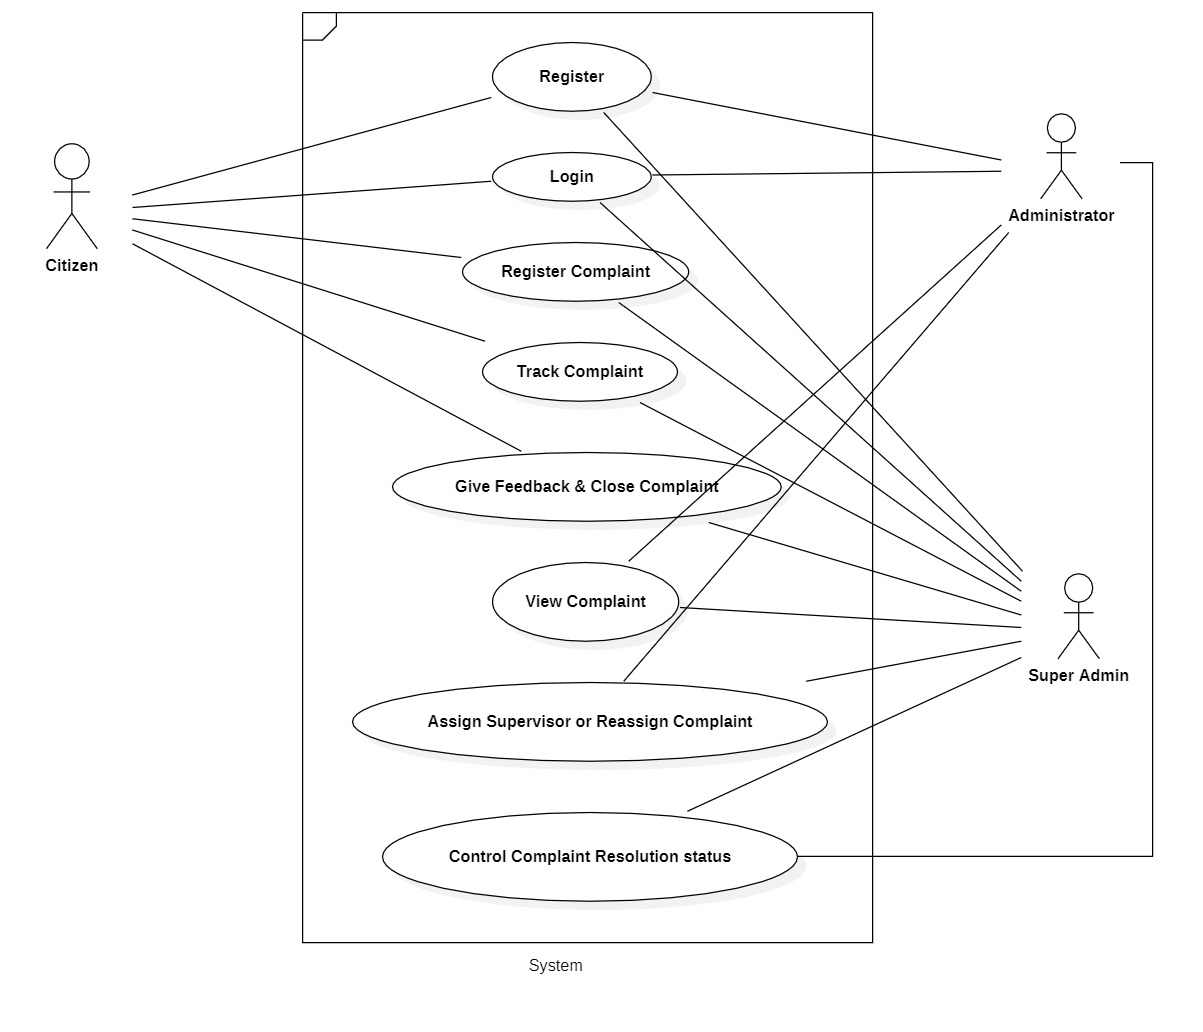 Register
Login
Citizen
Administrator
Register Complaint
Track Complaint
Give Feedback & Close Complaint
View Complaint
Super Admin
Assign Supervisor or Reassign Complaint
Control Complaint Resolution status
System